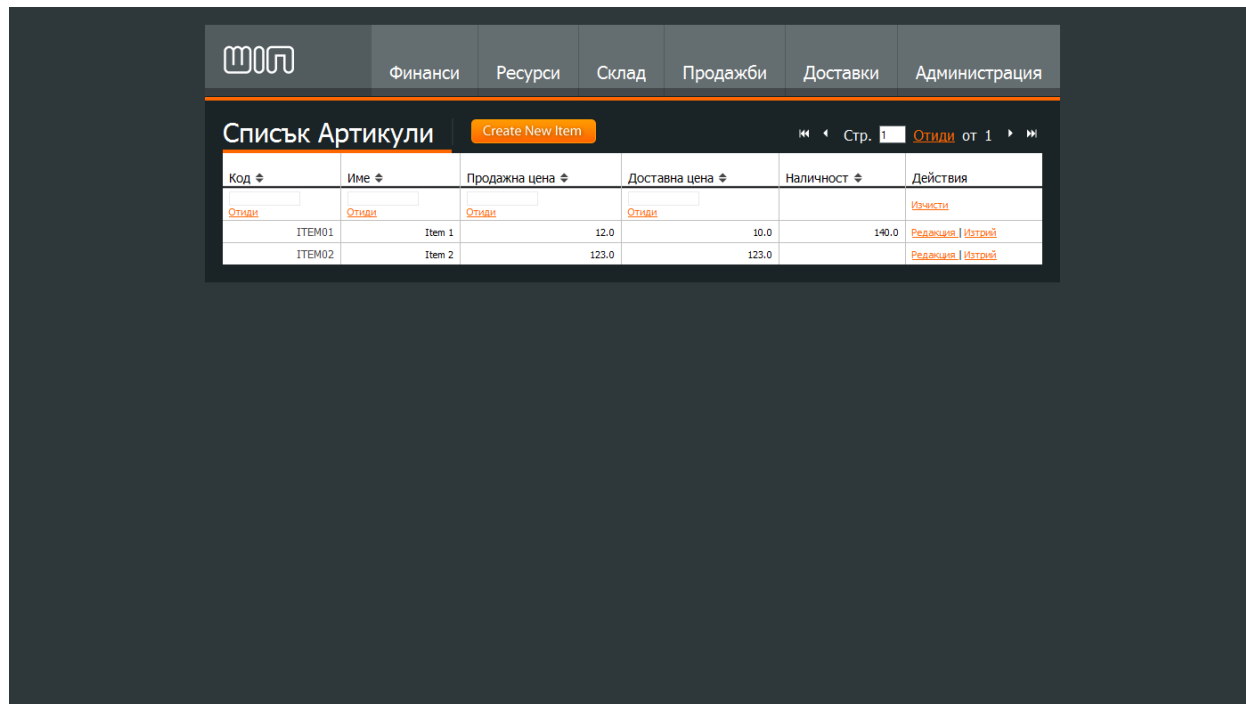 Финанси Ресурси Склад Продажби Доставки Администрация
Списък Артикули Create New Item Стр. 1 Отиди от 1
Код Име Продажна цена Доставна цена Наличност Действия
Отиди Отиди Отиди Отиди Изчисти
ITEM01 Item 1 12.0 10.0 140.0 Редакция | Изтрий
ITEM02 Item 2 123.0 123.0 Редакция | Изтрий